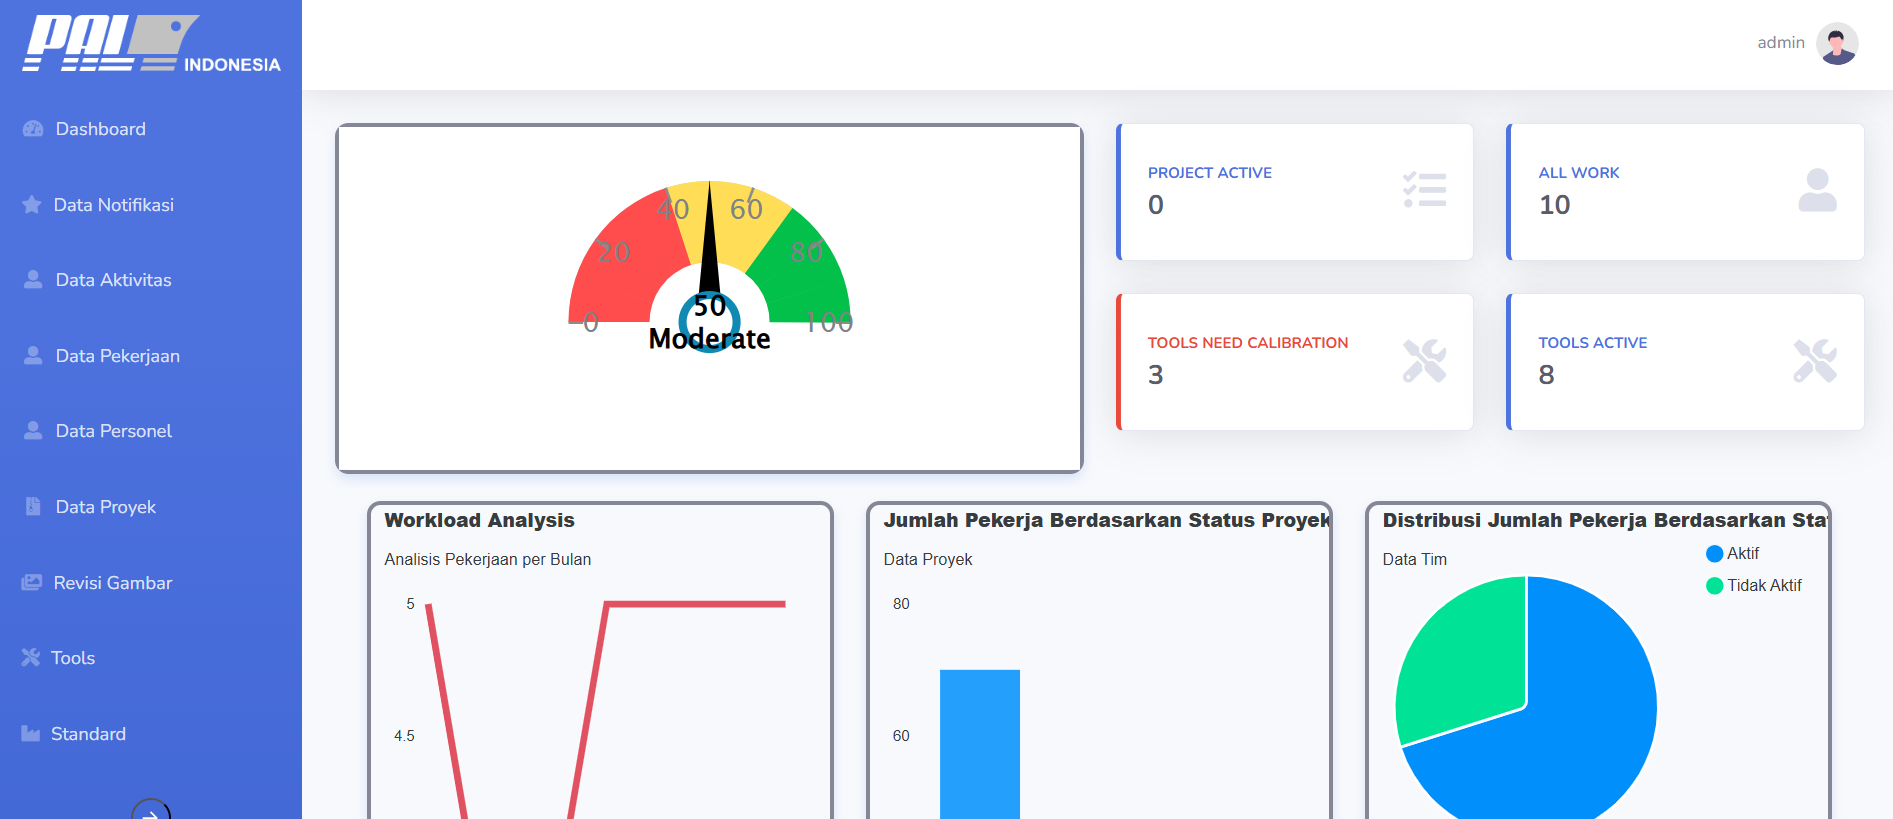 PAL
INDONESIA
Dashboard
Data Notifikasi
Data Aktivitas
Data Pekerjaan
Data Personel
Data Proyek
Revisi Gambar
Tools
Standard
admin
0
20
40
60
80
100
50
Moderate
PROJECT ACTIVE
0
ALL WORK
10
TOOLS NEED CALIBRATION
3
TOOLS ACTIVE
8
Workload Analysis
Analisis Pekerjaan per Bulan
5
4.5
Jumlah Pekerja Berdasarkan Status Proyek
Data Proyek
80
60
Distribusi Jumlah Pekerja Berdasarkan Stat
Data Tim
Aktif
Tidak Aktif